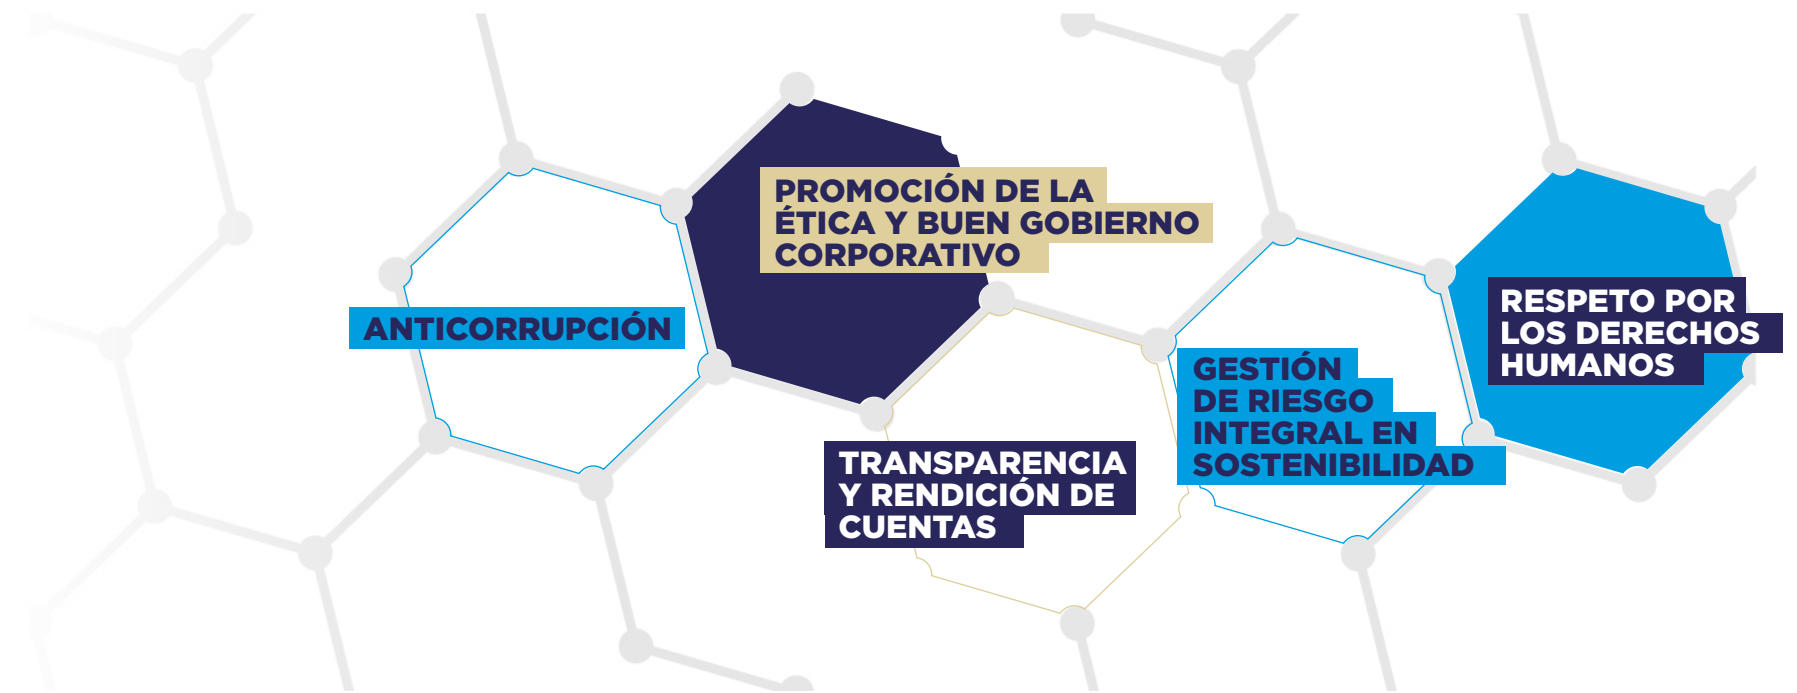 ANTICORRUPCIÓN
PROMOCIÓN DE LA
ÉTICA Y BUEN GOBIERNO
CORPORATIVO
TRANSPARENCIA
Y RENDICIÓN DE
CUENTAS
GESTIÓN
DE RIESGO
INTEGRAL EN
SOSTENIBILIDAD
RESPETO POR
LOS DERECHOS
HUMANOS